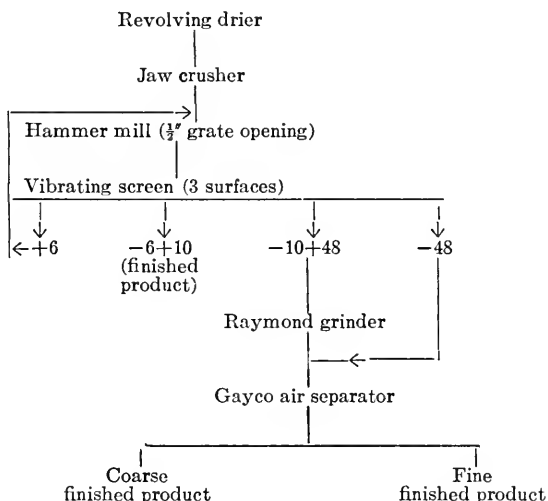 Revolving drier
Jaw crusher
Hammer mill (½″ grate opening)
Vibrating screen (3 surfaces)
←+6 −6+10 −10+48 −48
(finished
product)
Raymond grinder
Gayco air separator
Coarse Fine
finished product finished product